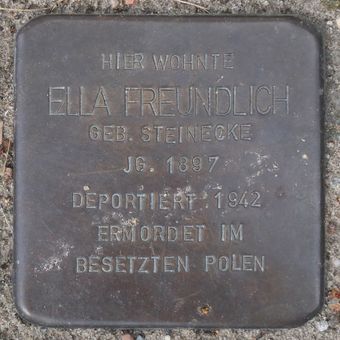 HIER WOHNTE
ELLA FREUNDLICH
GEB. STEINECKE
JG. 1897
DEPORTIERT 1942
ERMORDET IM
BESETZTEN POLEN